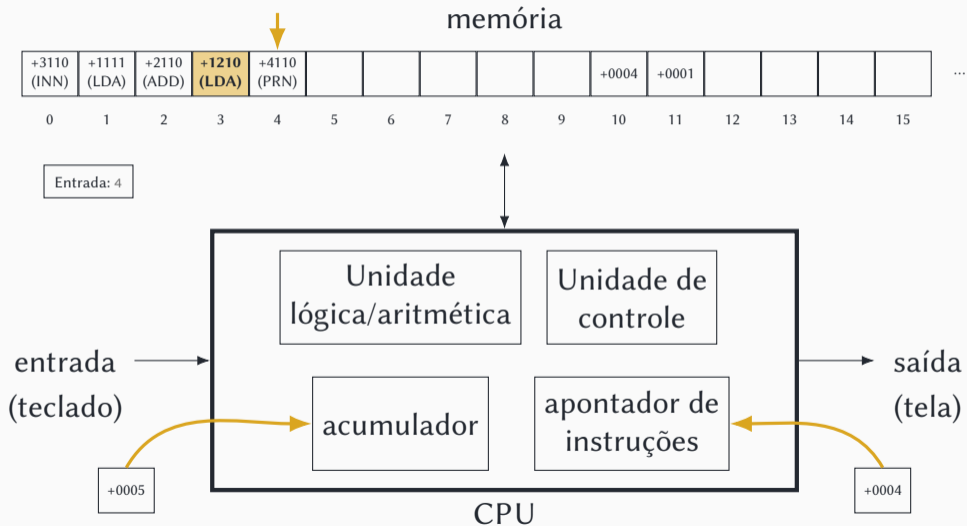 memória
+3110 +1111 +2110 +1210 +4110 +0004 +0001 ...
(INN) (LDA) (ADD) (LDA) (PRN)
0 1 2 3 4 5 6 7 8 9 10 11 12 13 14 15
Entrada: 4
Unidade
lógica/aritmética
Unidade de
controle
entrada
(teclado)
saída
(tela)
acumulador
apontador de
instruções
+0005
+0004
CPU